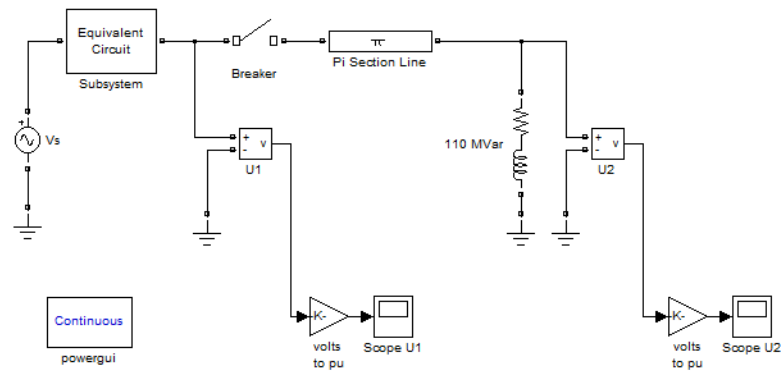 Equivalent
Circuit
Subsystem
Breaker
π
Pi Section Line
+
Vs
+
-
v
U1
110 MVar
+
-
v
U2
Continuous
powergui
K-
volts
to pu
Scope U1
K-
volts
to pu
Scope U2